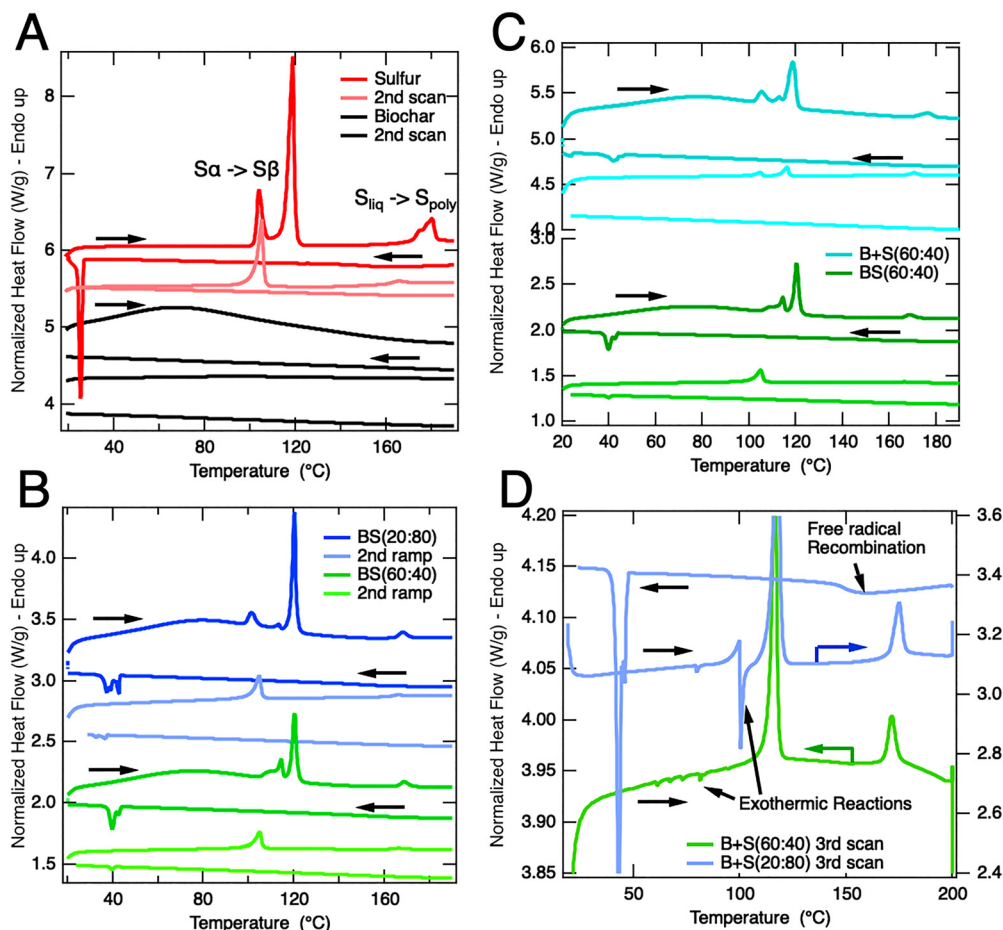 A
Normalized Heat Flow (W/g) - Endo up
8
7
6
5
4
Sulfur
2nd scan
Biochar
2nd scan
Sα -> Sβ
Sliq -> Spoly
40
80
120
160
Temperature (°C)
C
Normalized Heat Flow (W/g) - Endo up
6.0
5.5
5.0
4.5
4.0
3.0
2.5
2.0
1.5
1.0
B+S(60:40)
BS(60:40)
20
40
60
80
100
120
140
160
180
Temperature (°C)
B
Normalized Heat Flow (W/g) - Endo up
4.0
3.5
3.0
2.5
2.0
1.5
BS(20:80)
2nd ramp
BS(60:40)
2nd ramp
40
80
120
160
Temperature (°C)
D
Normalized Heat Flow (W/g) - Endo up
4.20
4.15
4.10
4.05
4.00
3.95
3.90
3.85
3.6
3.4
3.2
3.0
2.8
2.6
2.4
Free radical
Recombination
Exothermic Reactions
B+S(60:40) 3rd scan
B+S(20:80) 3rd scan
50
100
150
200
Temperature (°C)